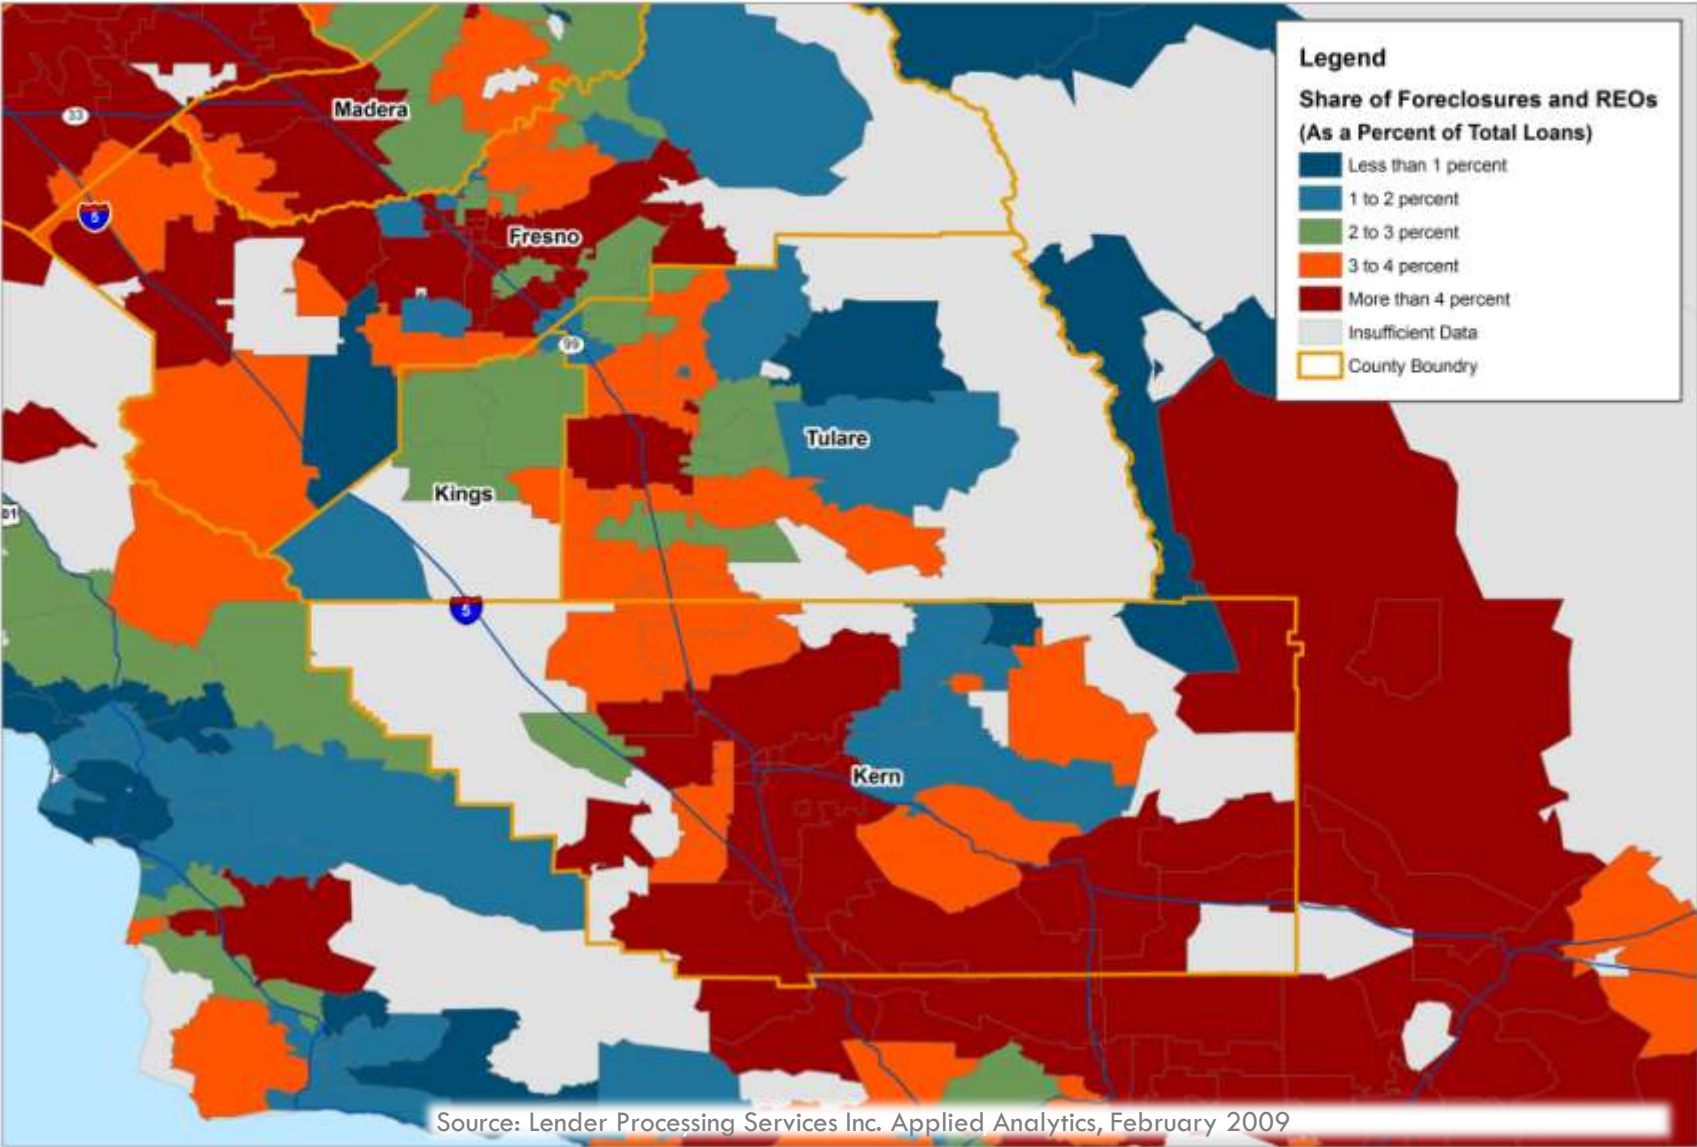 Legend
Share of Foreclosures and REOs
(As a Percent of Total Loans)
Less than 1 percent
1 to 2 percent
2 to 3 percent
3 to 4 percent
More than 4 percent
Insufficient Data
County Boundry
33
Madera
5
Fresno
99
Tulare
Kings
01
5
Kern
Source: Lender Processing Services Inc. Applied Analytics, February 2009